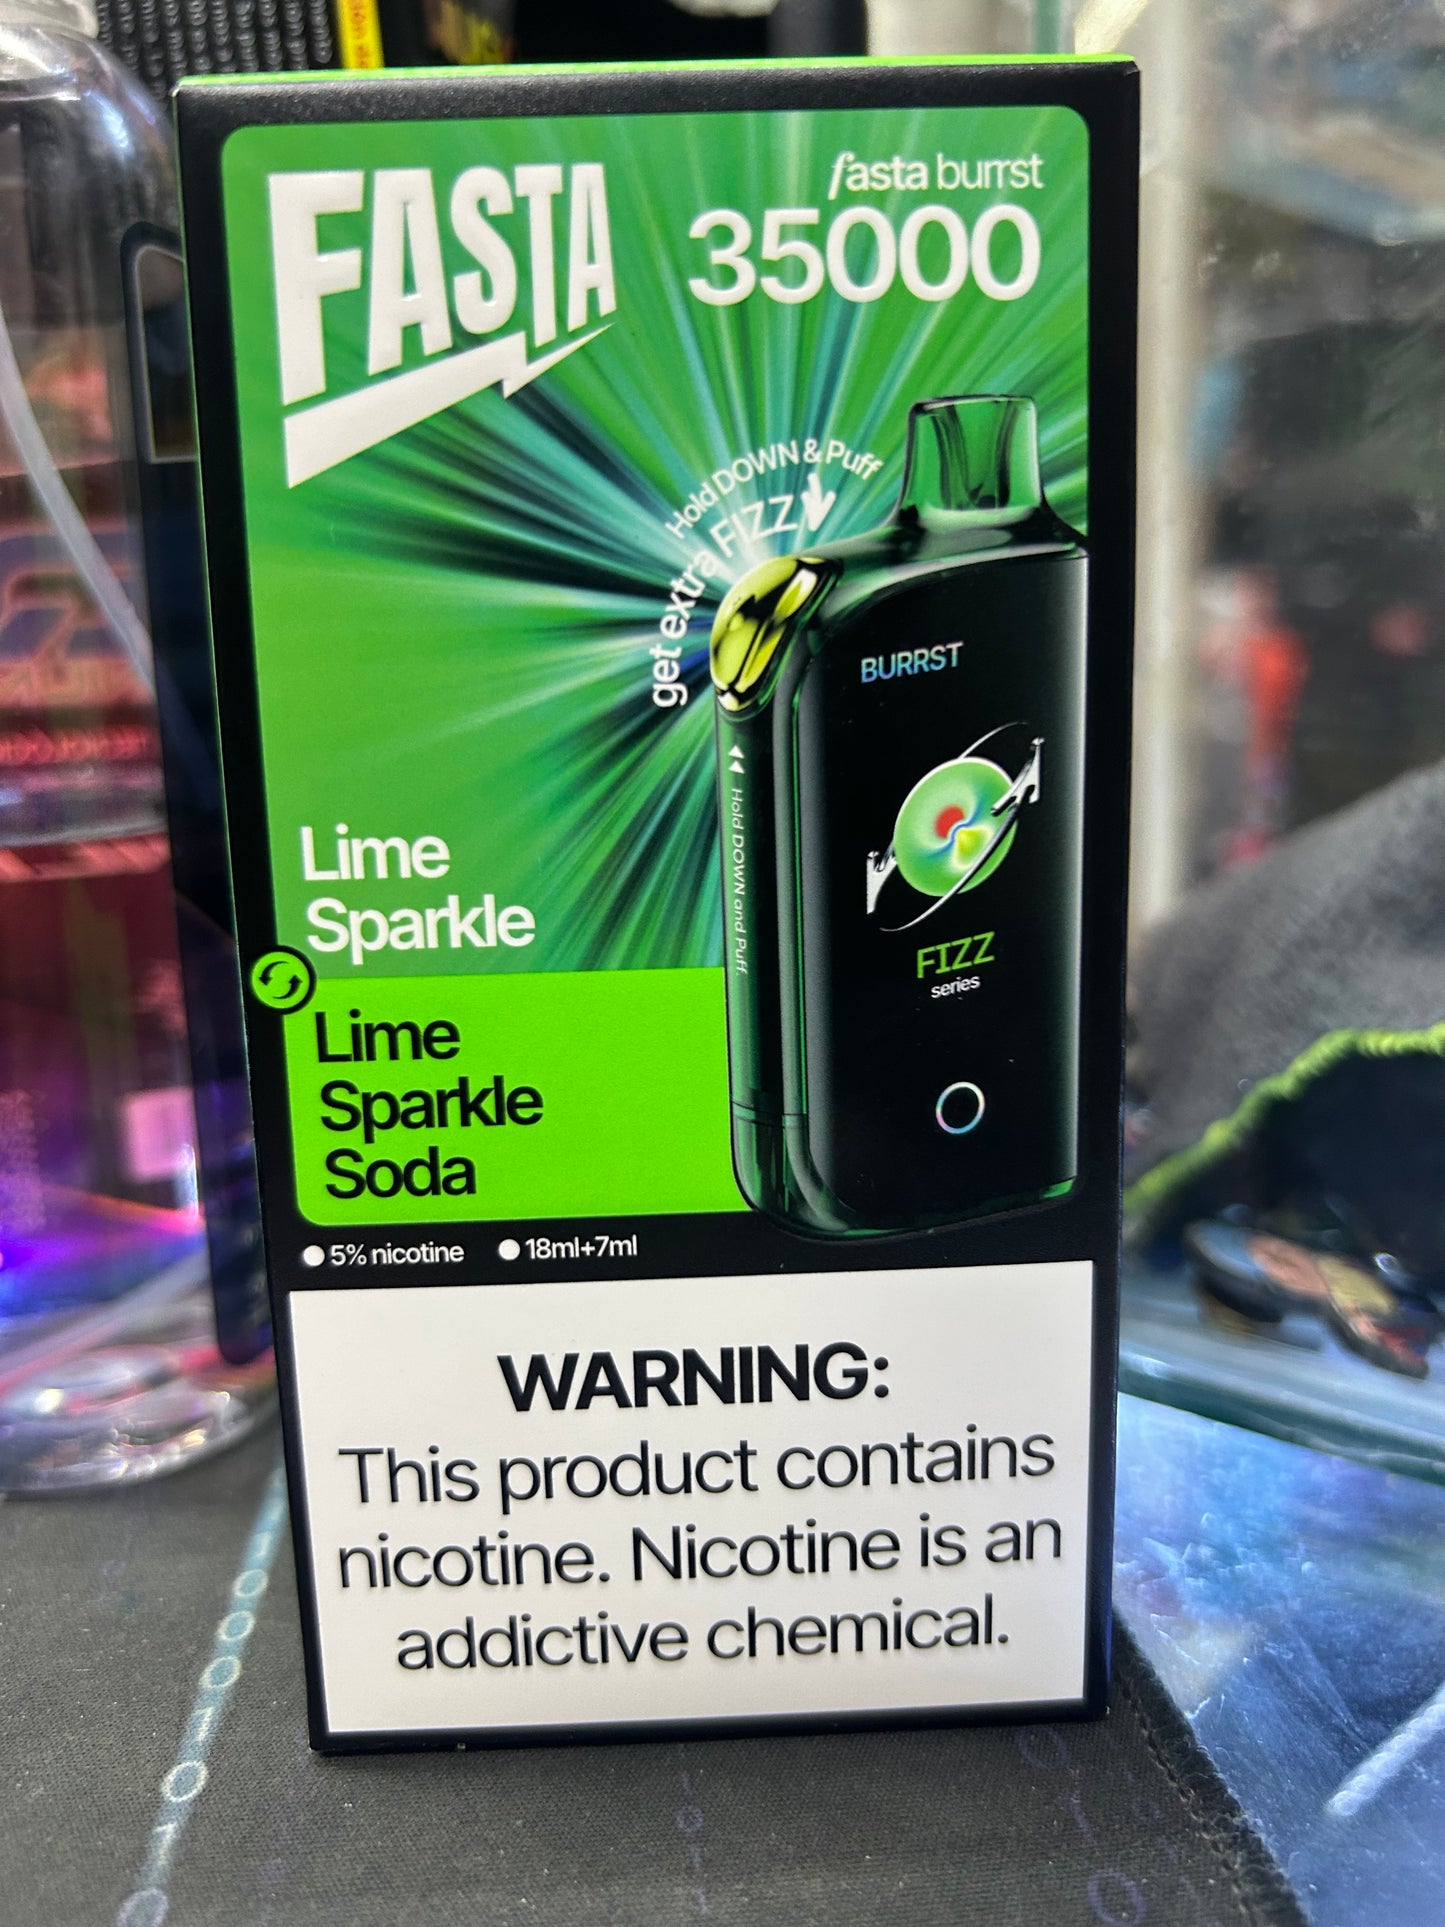 FASTA
fasta burrst
35000
Hold DOWN & Puff
get extra FIZZ
BURRST
Hold DOWN and Puff.
FIZZ
series
Lime
Sparkle
Lime
Sparkle
Soda
5% nicotine 18ml+7ml
WARNING:
This product contains
nicotine. Nicotine is an
addictive chemical.